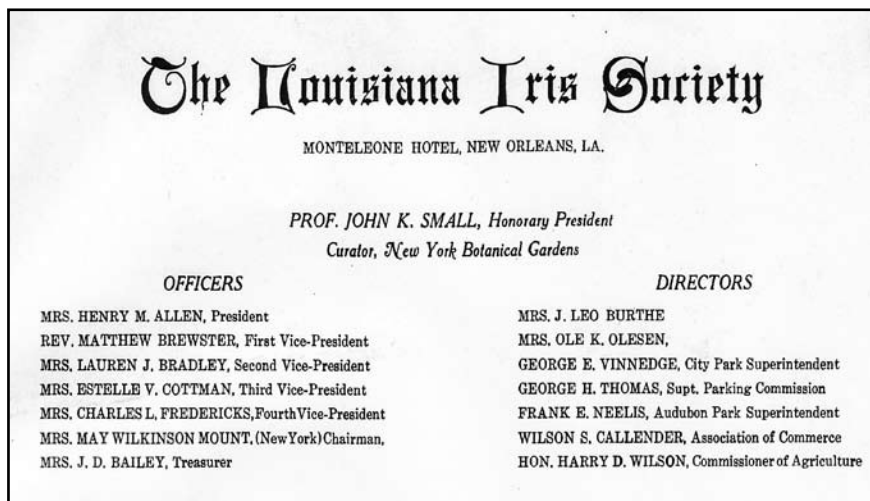 The Louisiana Iris Society
MONTELEONE HOTEL, NEW ORLEANS, LA.
PROF. JOHN K. SMALL, Honorary President
Curator, New York Botanical Gardens
OFFICERS
MRS. HENRY M. ALLEN, President
REV. MATTHEW BREWSTER, First Vice-President
MRS. LAUREN J. BRADLEY, Second Vice-President
MRS. ESTELLE V. COTTMAN, Third Vice-President
MRS. CHARLES L, FREDERICKS, Fourth Vice-President
MRS. MAY WILKINSON MOUNT, (New York) Chairman,
MRS. J. D. BAILEY, Treasurer
DIRECTORS
MRS. J. LEO BURTHE
MRS. OLE K. OLESEN,
GEORGE E. VINNEDGE, City Park Superintendent
GEORGE H. THOMAS, Supt. Parking Commission
FRANK E. NEELIS, Audubon Park Superintendent
WILSON S. CALLENDER, Association of Commerce
HON. HARRY D. WILSON, Commissioner of Agriculture